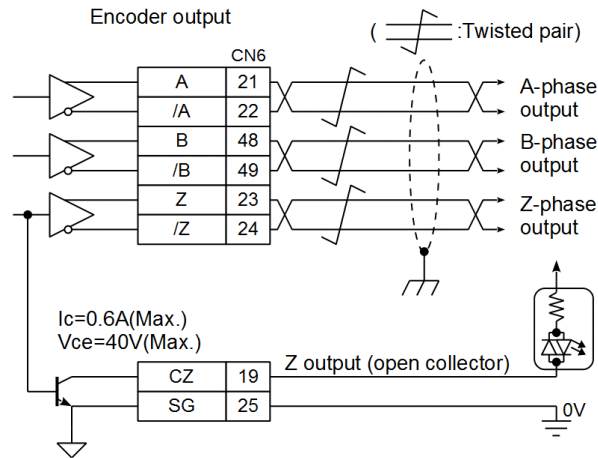 Encoder output
( :Twisted pair)
CN6
A 21
/A 22
A-phase
output
B 48
/B 49
B-phase
output
Z 23
/Z 24
Z-phase
output
Ic=0.6A(Max.)
Vce=40V(Max.)
Z output (open collector)
CZ 19
SG 25
0V